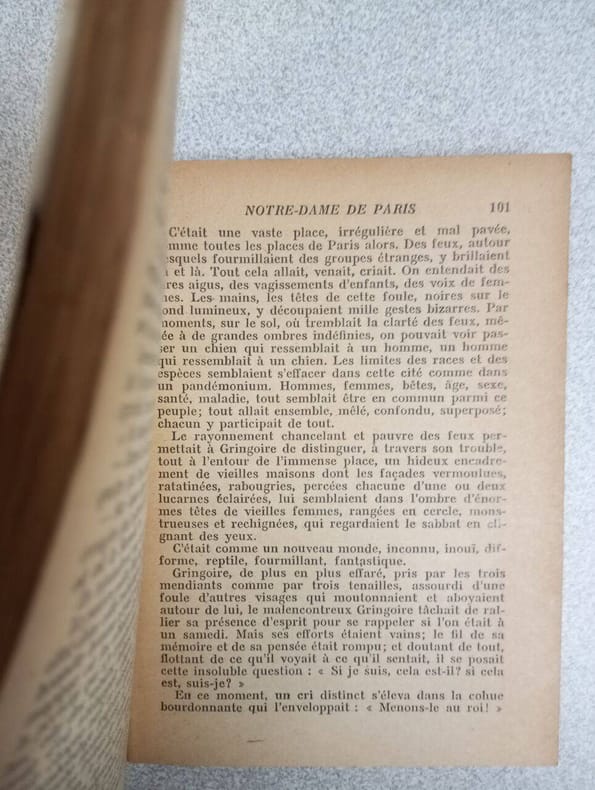 NOTRE-DAME DE PARIS 101
C'était une vaste place, irrégulière et mal pavée,
mme toutes les places de Paris alors. Des feux, autour
squels fourmillaient des groupes étranges, y brillaient
à et là. Tout cela allait, venait, criait. On entendait des
res aigus, des vagissements d'enfants, des voix de fem-
es. Les mains, les têtes de cette foule, noires sur le
ond lumineux, y découpaient mille gestes bizarres. Par
moments, sur le sol, où tremblait la clarté des feux, mê-
ée à de grandes ombres indéfinies, on pouvait voir pas-
ser un chien qui ressemblait à un homme, un homme
qui ressemblait à un chien. Les limites des races et des
espèces semblaient s'effacer dans cette cité comme dans
un pandémonium. Hommes, femmes, bêtes, âge, sexe,
santé, maladie, tout semblait être en commun parmi ce
peuple; tout allait ensemble, mêlé, confondu, superposé;
chacun y participait de tout.
Le rayonnement chancelant et pauvre des feux per-
mettait à Gringoire de distinguer, à travers son trouble,
tout à l'entour de l'immense place, un hideux encadre-
ment de vieilles maisons dont les façades vermoulues,
ratatinées, rabougries, percées chacune d'une ou deux
lucarnes éclairées, lui semblaient dans l'ombre d'énor-
mes têtes de vieilles femmes, rangées en cercle, mons-
trueuses et rechignées, qui regardaient le sabbat en cli-
gnant des yeux.
C'était comme un nouveau monde, inconnu, inouï, dif-
forme, reptile, fourmillant, fantastique.
Gringoire, de plus en plus effaré, pris par les trois
mendiants comme par trois tenailles, assourdi d'une
foule d'autres visages qui moutonnaient et aboyaient
autour de lui, le malencontreux Gringoire tâchait de ral-
lier sa présence d'esprit pour se rappeler si l'on était à
un samedi. Mais ses efforts étaient vains; le fil de sa
mémoire et de sa pensée était rompu; et doutant de tout,
flottant de ce qu'il voyait à ce qu'il sentait, il se posait
cette insoluble question : « Si je suis, cela est-il? si cela
est, suis-je? »
En ce moment, un cri distinct s'éleva dans la cohue
bourdonnante qui l'enveloppait : « Menons-le au roi! »